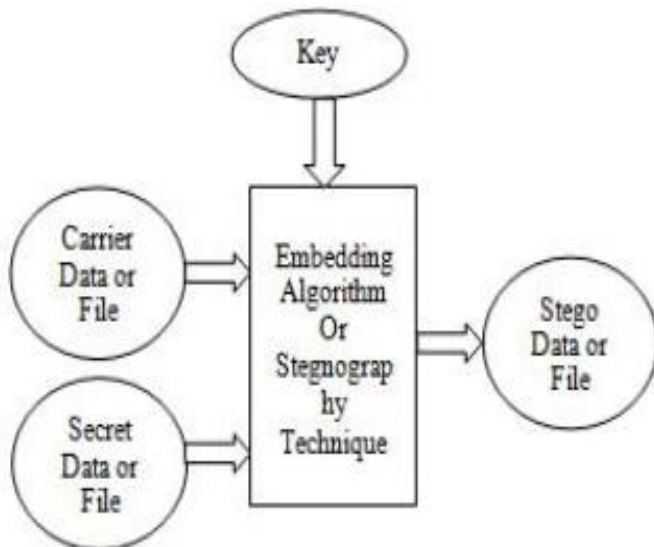 Key
Carrier
Data or
File
Embedding
Algorithm
Or
Stegnograp
hy
Technique
Stego
Data or
File
Secret
Data or
File